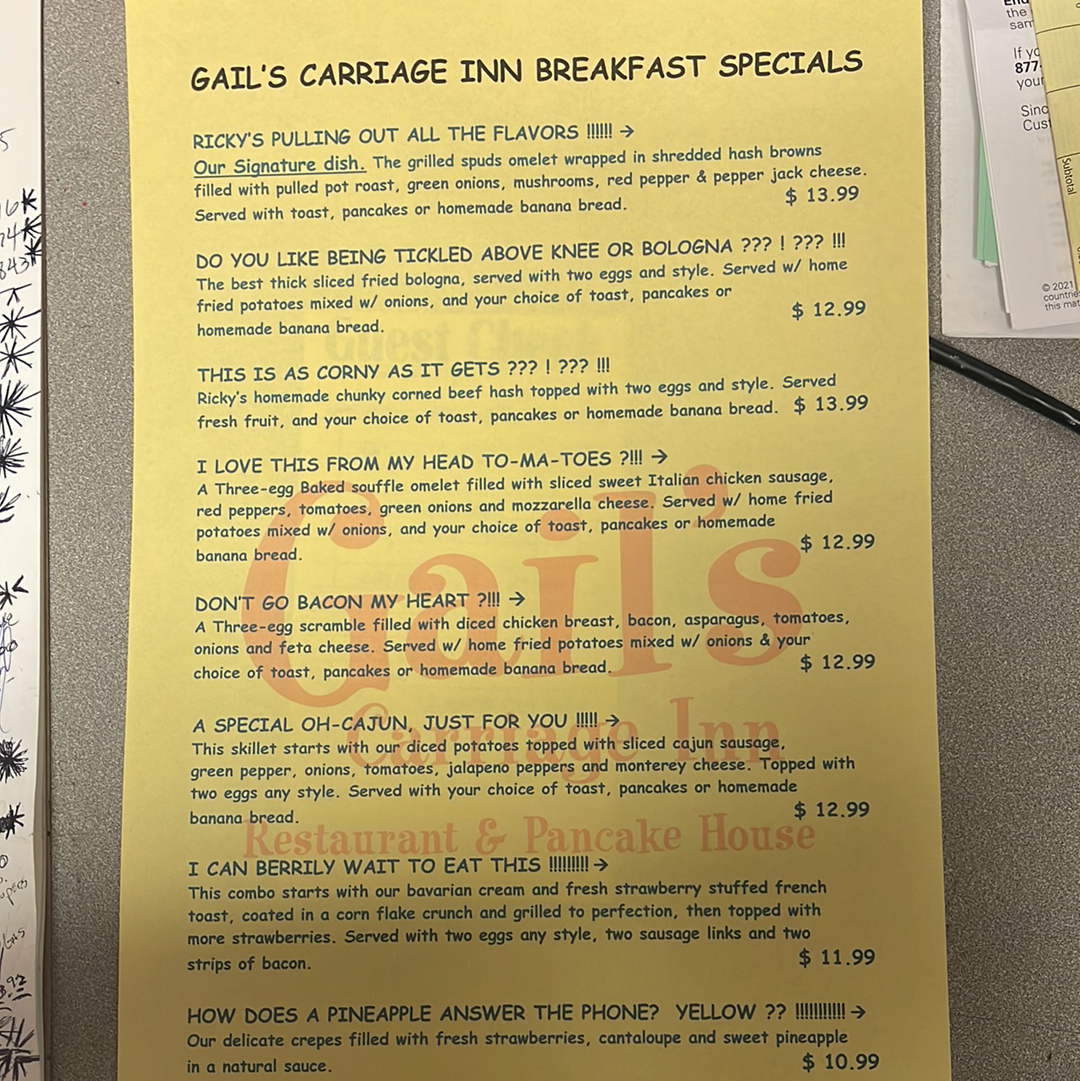 GAIL'S CARRIAGE INN BREAKFAST SPECIALS
RICKY'S PULLING OUT ALL THE FLAVORS !!!!!! →
Our Signature dish. The grilled spuds omelet wrapped in shredded hash browns
filled with pulled pot roast, green onions, mushrooms, red pepper & pepper jack cheese.
Served with toast, pancakes or homemade banana bread. $ 13.99
DO YOU LIKE BEING TICKLED ABOVE KNEE OR BOLOGNA ??? ! ??? !!!
The best thick sliced fried bologna, served with two eggs and style. Served w/ home
fried potatoes mixed w/ onions, and your choice of toast, pancakes or
homemade banana bread. $ 12.99
THIS IS AS CORNY AS IT GETS ??? ! ??? !!!
Ricky's homemade chunky corned beef hash topped with two eggs and style. Served
fresh fruit, and your choice of toast, pancakes or homemade banana bread. $ 13.99
I LOVE THIS FROM MY HEAD TO-MA-TOES ?!!! →
A Three-egg Baked souffle omelet filled with sliced sweet Italian chicken sausage,
red peppers, tomatoes, green onions and mozzarella cheese. Served w/ home fried
potatoes mixed w/ onions, and your choice of toast, pancakes or homemade
banana bread. $ 12.99
DON'T GO BACON MY HEART ?!!! →
A Three-egg scramble filled with diced chicken breast, bacon, asparagus, tomatoes,
onions and feta cheese. Served w/ home fried potatoes mixed w/ onions & your
choice of toast, pancakes or homemade banana bread. $ 12.99
A SPECIAL OH-CAJUN, JUST FOR YOU !!!!! →
This skillet starts with our diced potatoes topped with sliced cajun sausage,
green pepper, onions, tomatoes, jalapeno peppers and monterey cheese. Topped with
two eggs any style. Served with your choice of toast, pancakes or homemade
banana bread. $ 12.99
I CAN BERRILY WAIT TO EAT THIS !!!!!!!!! →
This combo starts with our bavarian cream and fresh strawberry stuffed french
toast, coated in a corn flake crunch and grilled to perfection, then topped with
more strawberries. Served with two eggs any style, two sausage links and two
strips of bacon. $ 11.99
HOW DOES A PINEAPPLE ANSWER THE PHONE? YELLOW ?? !!!!!!!!!!! →
Our delicate crepes filled with fresh strawberries, cantaloupe and sweet pineapple
in a natural sauce. $ 10.99
Gail's
Carriage Inn
Restaurant & Pancake House
the
If yo
877-
your
© 2021
this mat
Subtotal